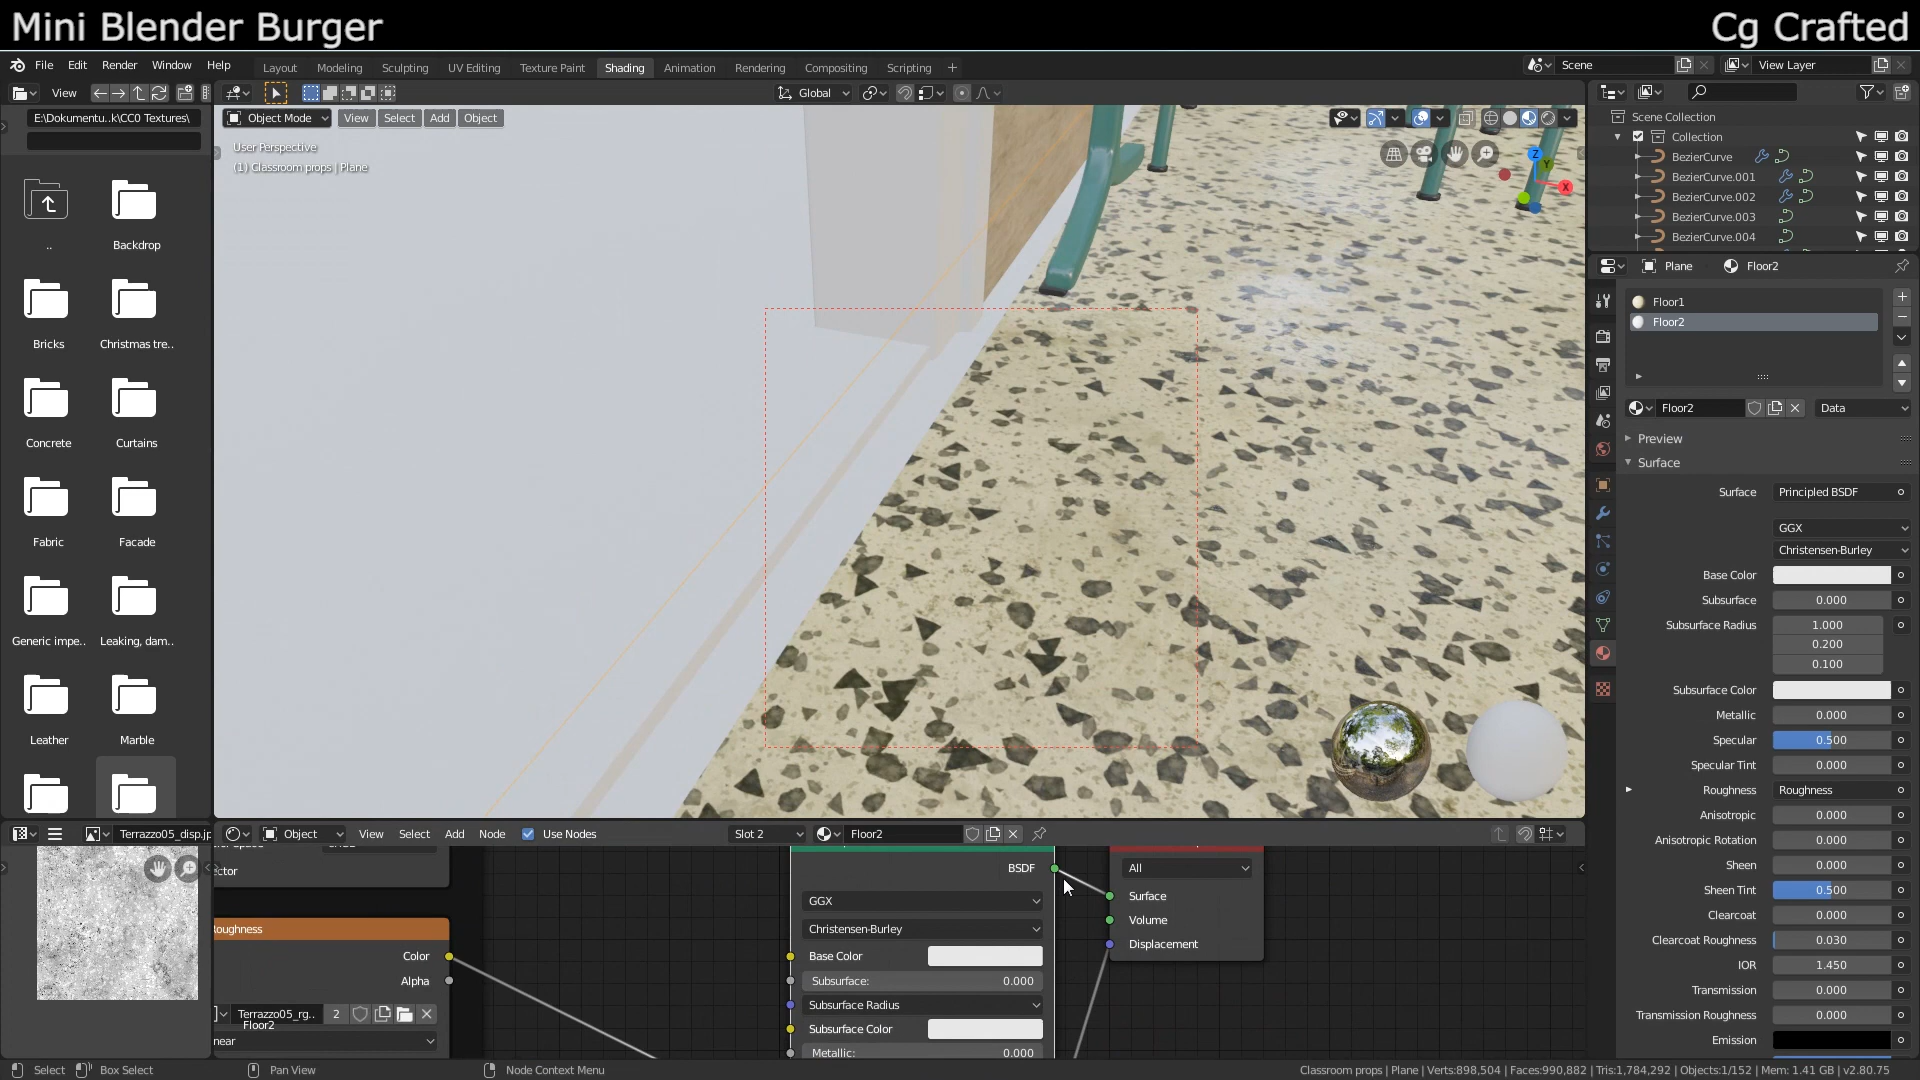 Mini Blender Burger
Cg Crafted
File Edit Render Window Help
Layout Modeling Sculpting UV Editing Texture Paint Shading Animation Rendering Compositing Scripting +
Scene
View Layer
View
Global
E:\Dokumentu..k\CC0 Textures\
Object Mode View Select Add Object
User Perspective
(1) Classroom props | Plane
Z
Y
X
..
Backdrop
Bricks
Christmas tre..
Concrete
Curtains
Fabric
Facade
Generic impe..
Leaking, dam..
Leather
Marble
Scene Collection
Collection
BezierCurve
BezierCurve.001
BezierCurve.002
BezierCurve.003
BezierCurve.004
Plane
Floor2
Floor1
Floor2
Floor2
Data
Preview
Surface
Surface Principled BSDF
GGX
Christensen-Burley
Base Color
Subsurface 0.000
Subsurface Radius 1.000
0.200
0.100
Subsurface Color
Metallic 0.000
Specular 0.500
Specular Tint 0.000
Roughness Roughness
Anisotropic 0.000
Anisotropic Rotation 0.000
Sheen 0.000
Sheen Tint 0.500
Clearcoat 0.000
Clearcoat Roughness 0.030
IOR 1.450
Transmission 0.000
Transmission Roughness 0.000
Emission
Terrazzo05_disp.jp
Object View Select Add Node Use Nodes
Slot 2
Floor2
ector
oughness
Color
Alpha
Terrazzo05_rg.. 2
Floor2
near
BSDF
GGX
Christensen-Burley
Base Color
Subsurface: 0.000
Subsurface Radius
Subsurface Color
Metallic: 0.000
All
Surface
Volume
Displacement
Select Box Select Pan View Node Context Menu
Classroom props | Plane | Verts:898,504 | Faces:990,882 | Tris:1,784,292 | Objects:1/152 | Mem: 1.41 GB | v2.80.75